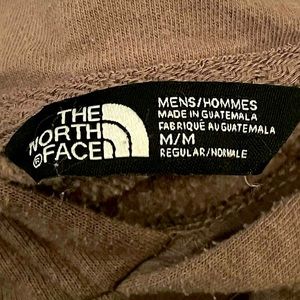 THE
NORTH
®FACE
MENS/HOMMES
MADE IN GUATEMALA
FABRIQUÉ AU GUATEMALA
M/M
REGULAR/NORMALE